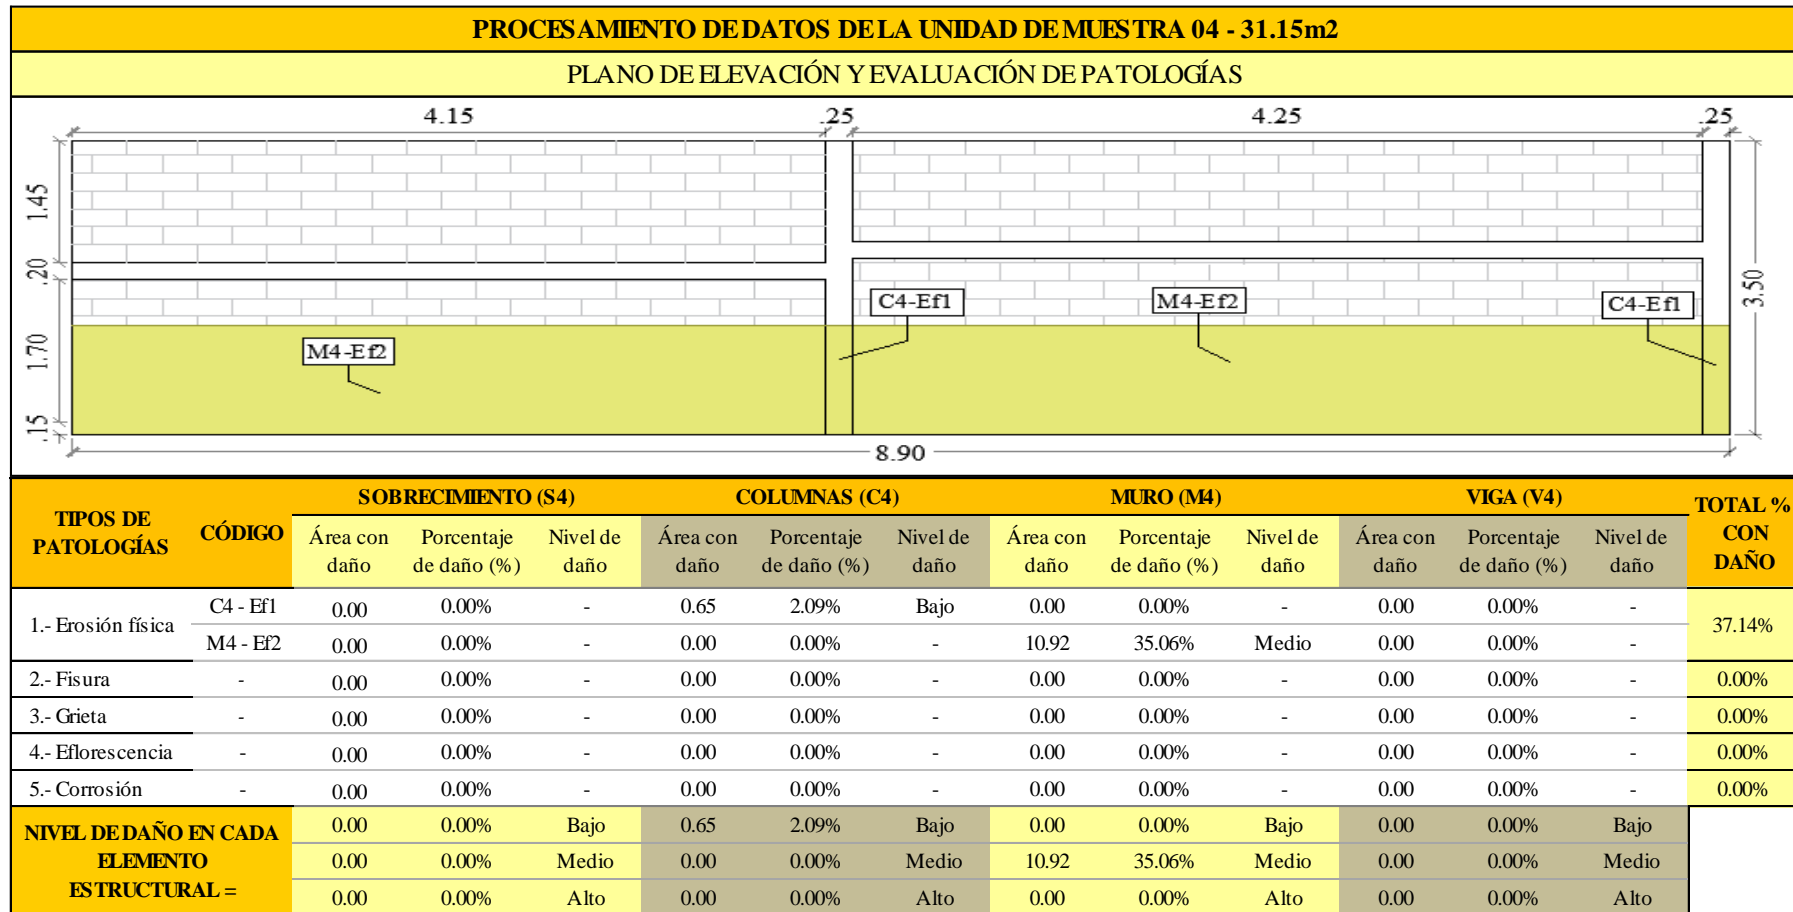 PROCESAMIENTO DE DATOS DE LA UNIDAD DE MUESTRA 04 - 31.15m2
PLANO DE ELEVACIÓN Y EVALUACIÓN DE PATOLOGÍAS
4.15 .25 4.25 .25
1.45
.20
1.70
.15
3.50
C4-Ef1
M4-Ef2
C4-Ef1
M4-Ef2
8.90
TIPOS DE PATOLOGÍAS CÓDIGO SOBRECIMIENTO (S4) COLUMNAS (C4) MURO (M4) VIGA (V4) TOTAL % CON DAÑO
Área con daño Porcentaje de daño (%) Nivel de daño Área con daño Porcentaje de daño (%) Nivel de daño Área con daño Porcentaje de daño (%) Nivel de daño Área con daño Porcentaje de daño (%) Nivel de daño
1.- Erosión física C4 - Ef1 0.00 0.00% - 0.65 2.09% Bajo 0.00 0.00% - 0.00 0.00% - 37.14%
M4 - Ef2 0.00 0.00% - 0.00 0.00% - 10.92 35.06% Medio 0.00 0.00% -
2.- Fisura - 0.00 0.00% - 0.00 0.00% - 0.00 0.00% - 0.00 0.00% - 0.00%
3.- Grieta - 0.00 0.00% - 0.00 0.00% - 0.00 0.00% - 0.00 0.00% - 0.00%
4.- Eflorescencia - 0.00 0.00% - 0.00 0.00% - 0.00 0.00% - 0.00 0.00% - 0.00%
5.- Corrosión - 0.00 0.00% - 0.00 0.00% - 0.00 0.00% - 0.00 0.00% - 0.00%
NIVEL DE DAÑO EN CADA ELEMENTO ESTRUCTURAL = 0.00 0.00% Bajo 0.65 2.09% Bajo 0.00 0.00% Bajo 0.00 0.00% Bajo
0.00 0.00% Medio 0.00 0.00% Medio 10.92 35.06% Medio 0.00 0.00% Medio
0.00 0.00% Alto 0.00 0.00% Alto 0.00 0.00% Alto 0.00 0.00% Alto